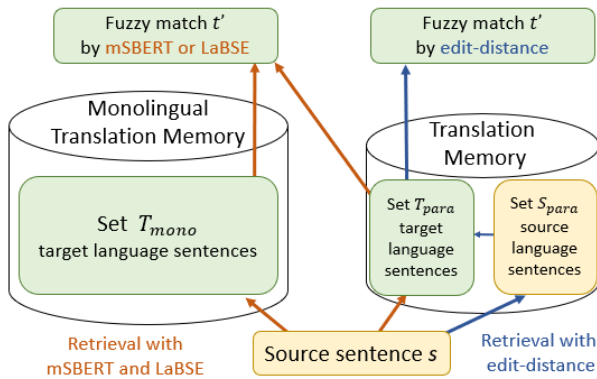 Fuzzy match t'
by mSBERT or LaBSE
Fuzzy match t'
by edit-distance
Monolingual
Translation Memory
Translation
Memory
Set T_mono
target language sentences
Set T_para
target
language
sentences
Set S_para
source
language
sentences
Retrieval with
mSBERT and LaBSE
Source sentence s
Retrieval with
edit-distance